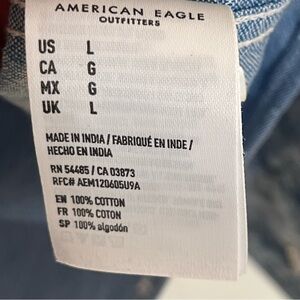 AMERICAN EAGLE
OUTFITTERS
US L
CA G
MX G
UK L
MADE IN INDIA / FABRIQUÉ EN INDE /
HECHO EN INDIA
RN 54485 / CA 03873
RFC# AEM120605U9A
EN 100% COTTON
FR 100% COTON
SP 100% algodón